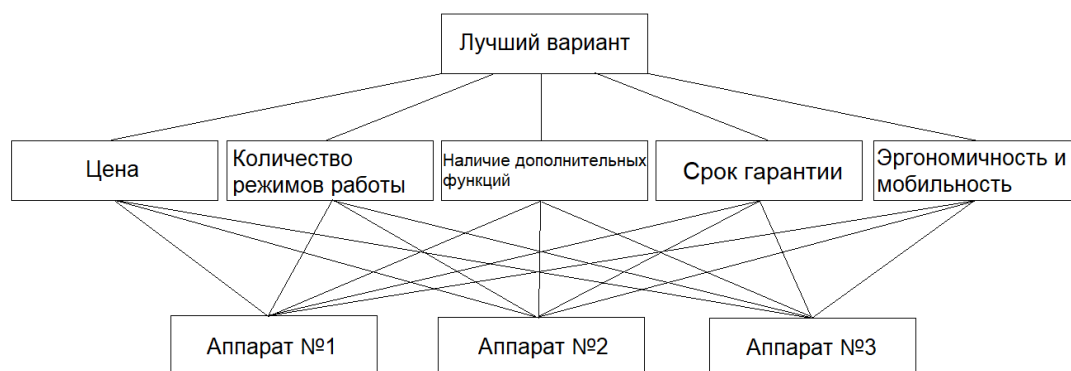 Лучший вариант
Цена
Количество
режимов работы
Наличие дополнительных
функций
Срок гарантии
Эргономичность и
мобильность
Аппарат №1
Аппарат №2
Аппарат №3